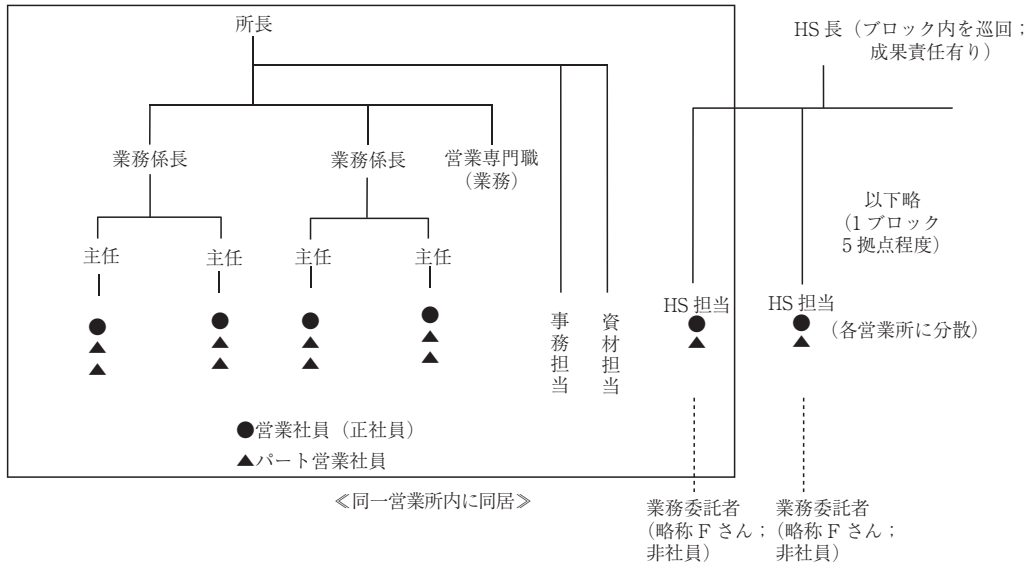 所長
HS 長（ブロック内を巡回；
成果責任有り）
業務係長
業務係長
営業専門職
（業務）
以下略
（1 ブロック
5 拠点程度）
主任
主任
主任
主任
事務担当
資材担当
HS 担当
HS 担当
（各営業所に分散）
●営業社員（正社員）
▲パート営業社員
≪同一営業所内に同居≫
業務委託者
（略称 F さん；
非社員）
業務委託者
（略称 F さん；
非社員）